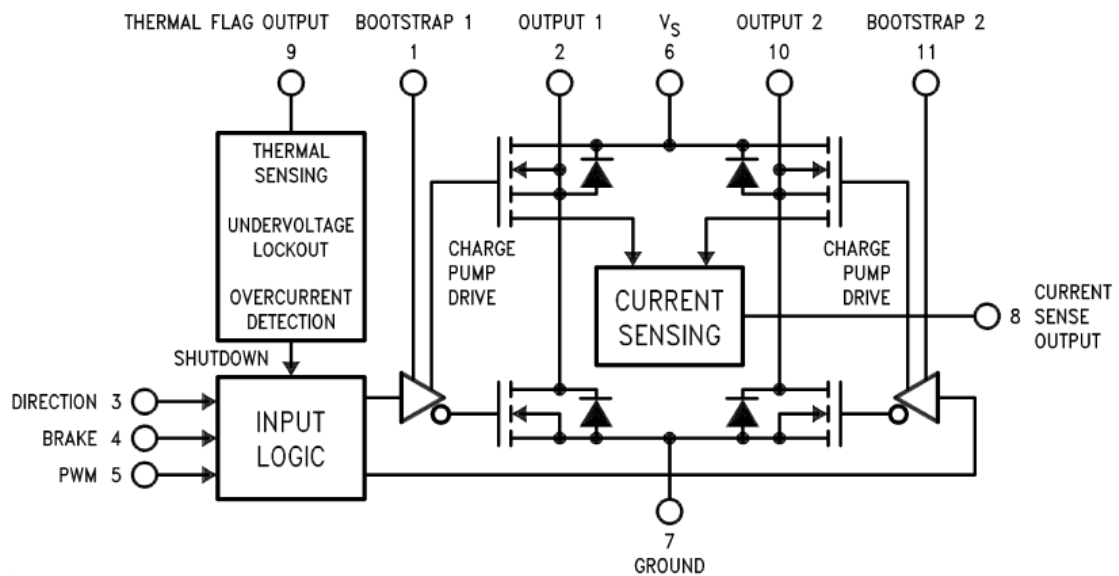 THERMAL FLAG OUTPUT
9
BOOTSTRAP 1
1
OUTPUT 1
2
VS
6
OUTPUT 2
10
BOOTSTRAP 2
11
THERMAL
SENSING
UNDERVOLTAGE
LOCKOUT
OVERCURRENT
DETECTION
SHUTDOWN
CHARGE
PUMP
DRIVE
CURRENT
SENSING
CHARGE
PUMP
DRIVE
8 CURRENT
SENSE
OUTPUT
DIRECTION 3
BRAKE 4
PWM 5
INPUT
LOGIC
7
GROUND